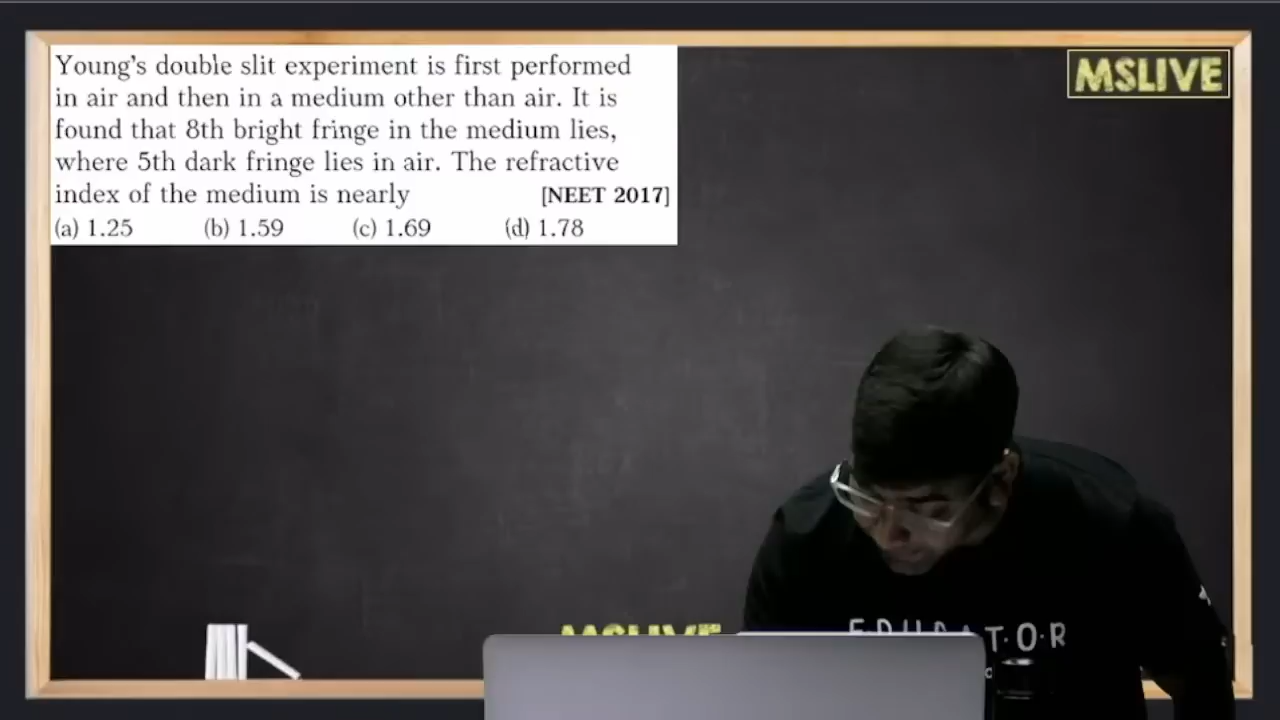 Young's double slit experiment is first performed
in air and then in a medium other than air. It is
found that 8th bright fringe in the medium lies,
where 5th dark fringe lies in air. The refractive
index of the medium is nearly [NEET 2017]
(a) 1.25 (b) 1.59 (c) 1.69 (d) 1.78
MSLIVE
MSLIVE
E·D·U·C·A·T·O·R